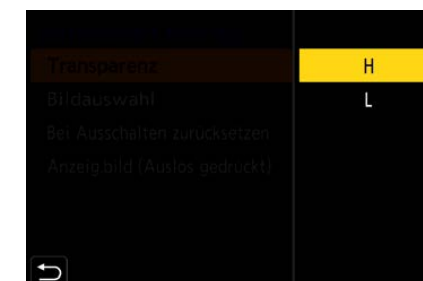 Transparenz
H
Bildauswahl
L
Bei Ausschalten zurücksetzen
Anzeig.bild (Auslös gedrückt)